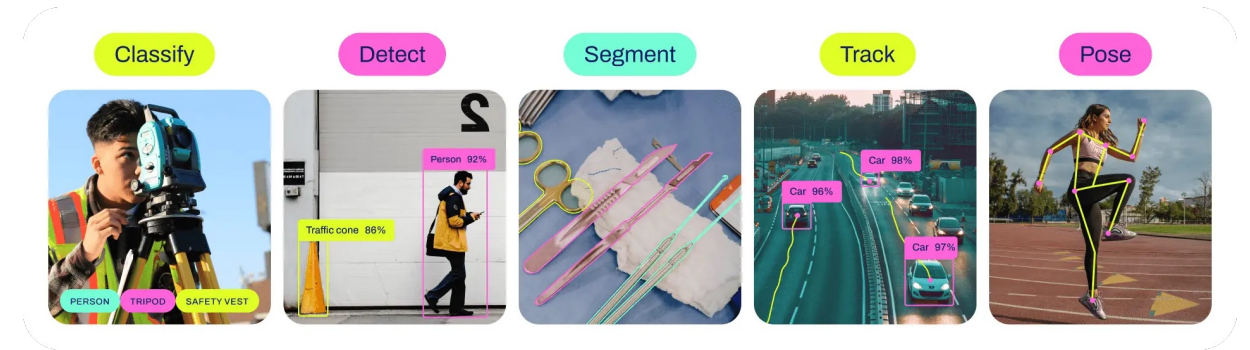 Classify
Detect
Segment
Track
Pose
PERSON
TRIPOD
SAFETY VEST
2
Person 92%
Traffic cone 86%
Car 98%
Car 96%
Car 97%